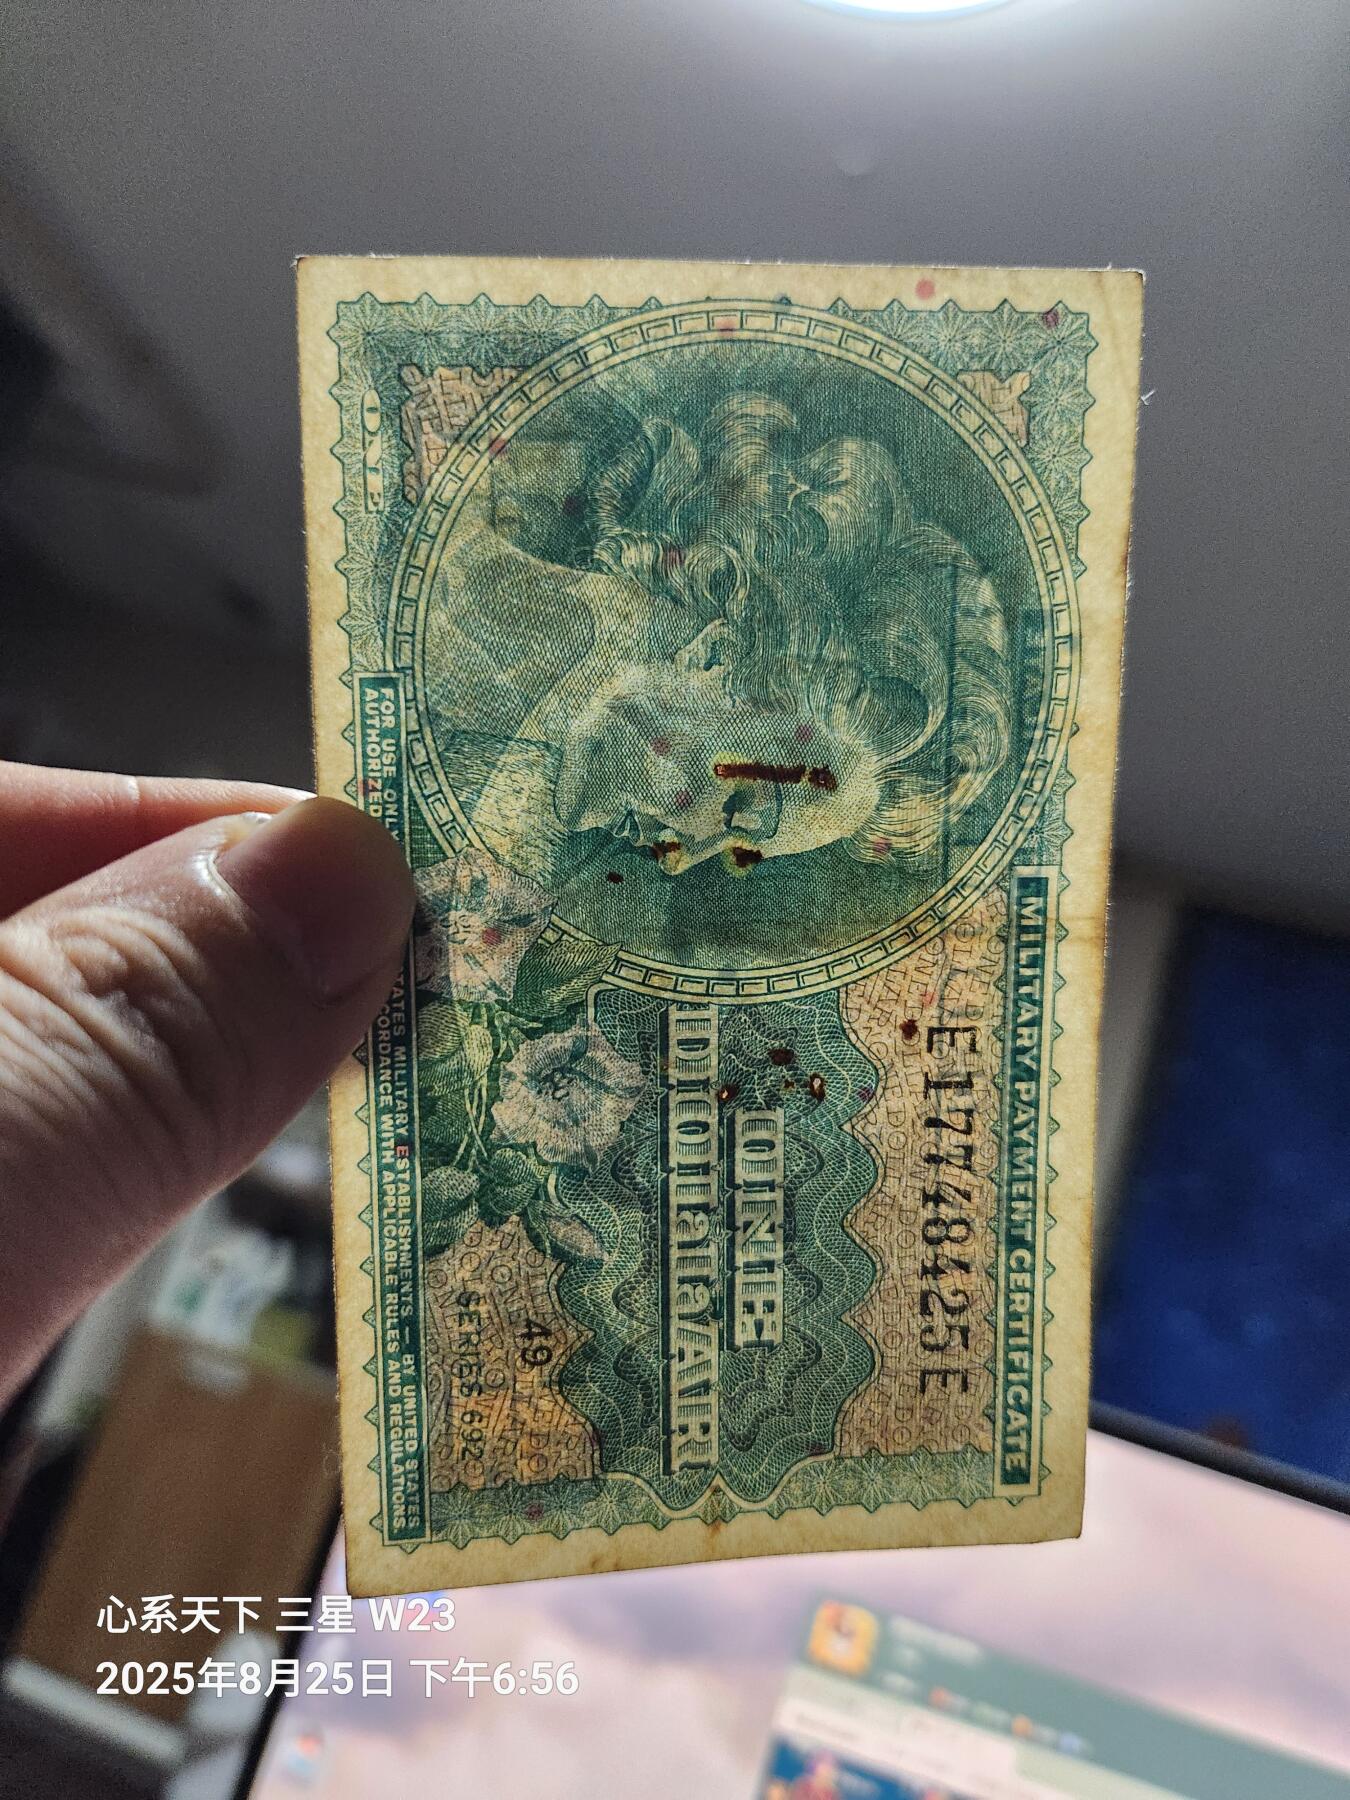 MILITARY PAYMENT CERTIFICATE
E17748425E
ONE
DOLLAR
49
SERIES 692
ONE
FOR USE ONLY
STATES MILITARY ESTABLISHMENTS — BY UNITED STATES
AUTHORIZED
CORDANCE WITH APPLICABLE RULES AND REGULATIONS.
心系天下 三星 W23
2025年8月25日 下午6:56